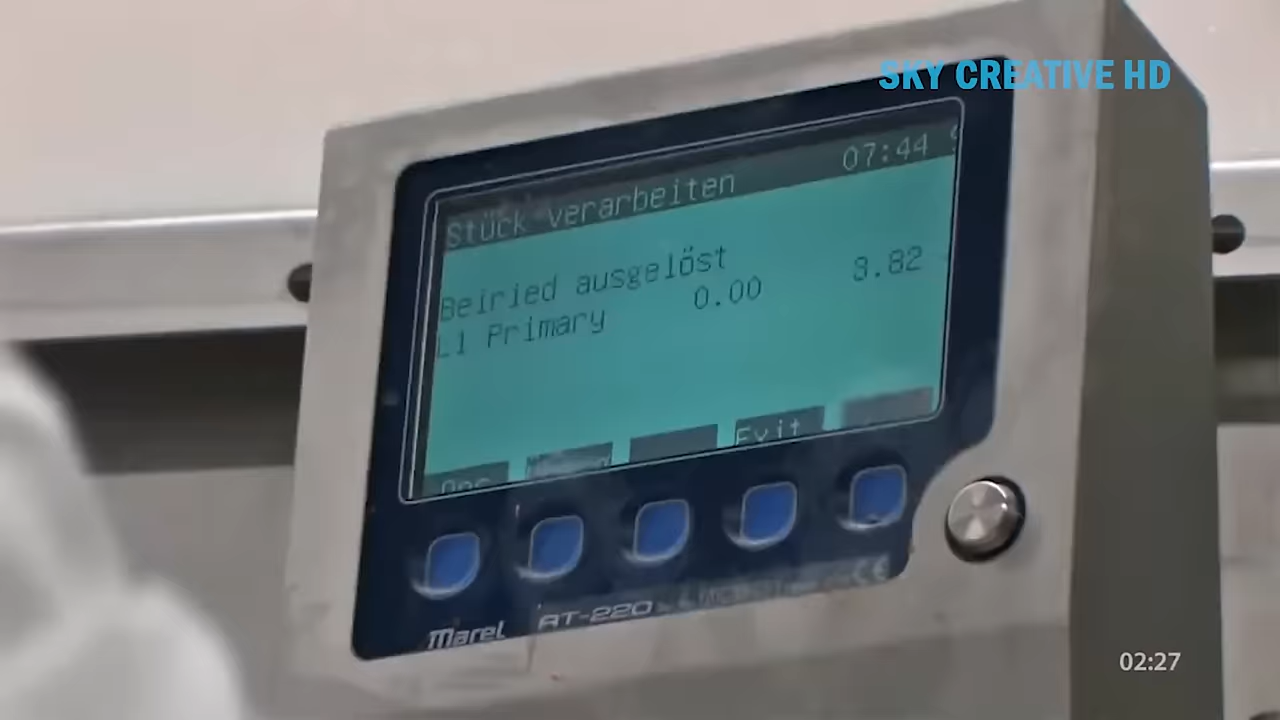 SKY CREATIVE HD
07:44
Stück verarbeiten
Beiried ausgelöst
L1 Primary 0.00 3.82
Exit
marel RT-220 CE
02:27